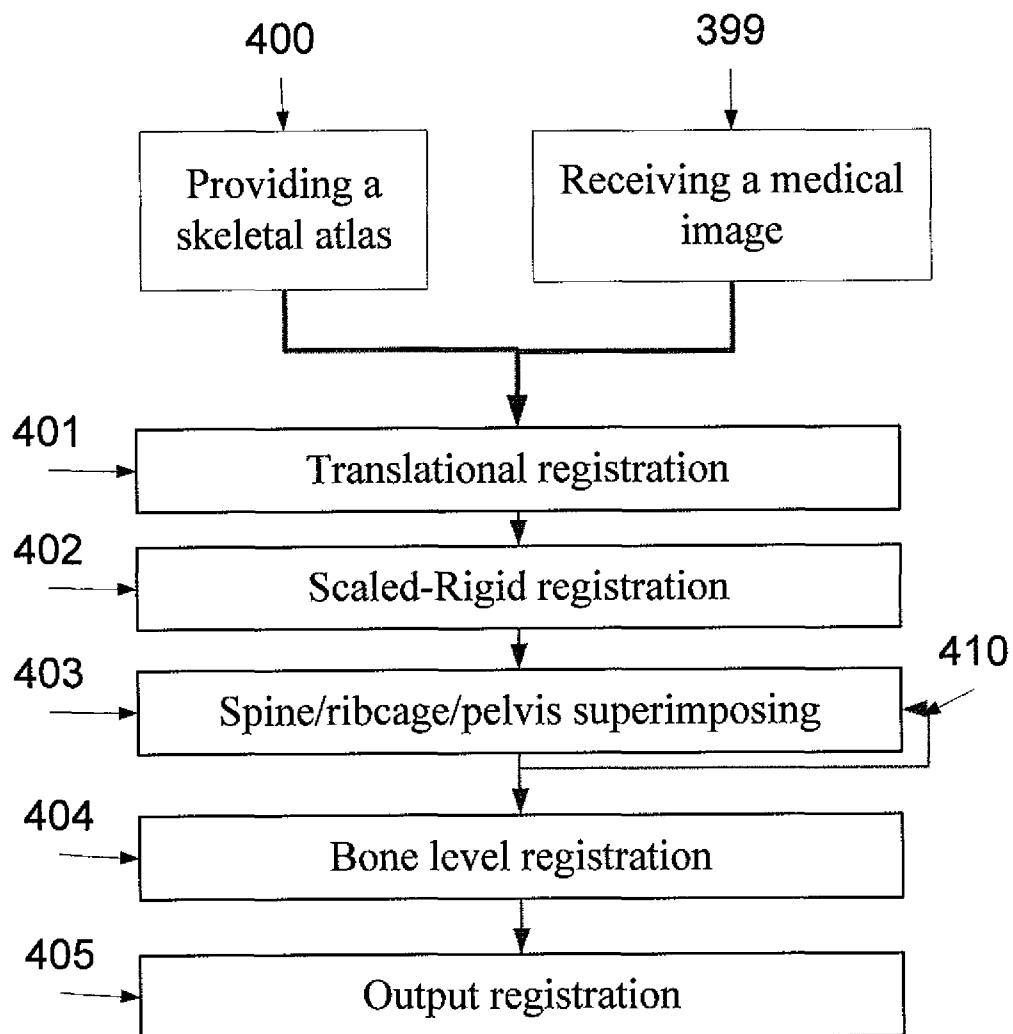 400
399
Providing a
skeletal atlas
Receiving a medical
image
401
Translational registration
402
Scaled-Rigid registration
403
410
Spine/ribcage/pelvis superimposing
404
Bone level registration
405
Output registration